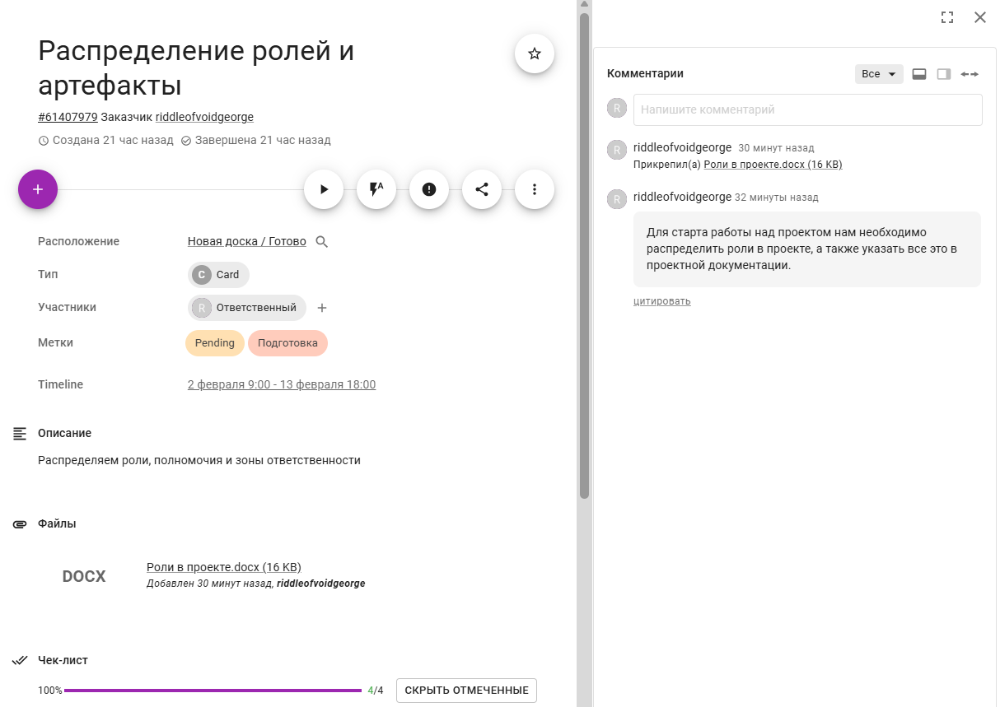 Распределение ролей и
артефакты
#61407979 Заказчик riddleofvoidgeorge
Создана 21 час назад Завершена 21 час назад
Расположение Новая доска / Готово
Тип C Card
Участники R Ответственный
Метки Pending Подготовка
Timeline 2 февраля 9:00 - 13 февраля 18:00
Описание
Распределяем роли, полномочия и зоны ответственности
Файлы
DOCX
Роли в проекте.docx (16 KB)
Добавлен 30 минут назад, riddleofvoidgeorge
Чек-лист
100% 4/4 СКРЫТЬ ОТМЕЧЕННЫЕ
Комментарии Все
R Напишите комментарий
R riddleofvoidgeorge 30 минут назад
Прикрепил(а) Роли в проекте.docx (16 KB)
R riddleofvoidgeorge 32 минуты назад
Для старта работы над проектом нам необходимо
распределить роли в проекте, а также указать все это в
проектной документации.
цитировать